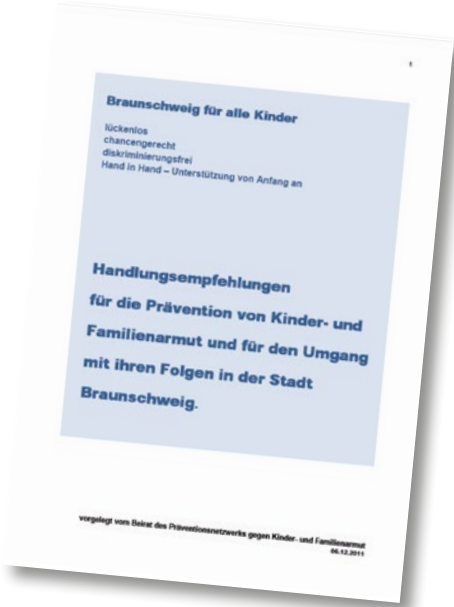 1
Braunschweig für alle Kinder
lückenlos
chancengerecht
diskriminierungsfrei
Hand in Hand – Unterstützung von Anfang an
Handlungsempfehlungen
für die Prävention von Kinder- und
Familienarmut und für den Umgang
mit ihren Folgen in der Stadt
Braunschweig.
vorgelegt vom Beirat des Präventionsnetzwerks gegen Kinder- und Familienarmut
06.12.2011